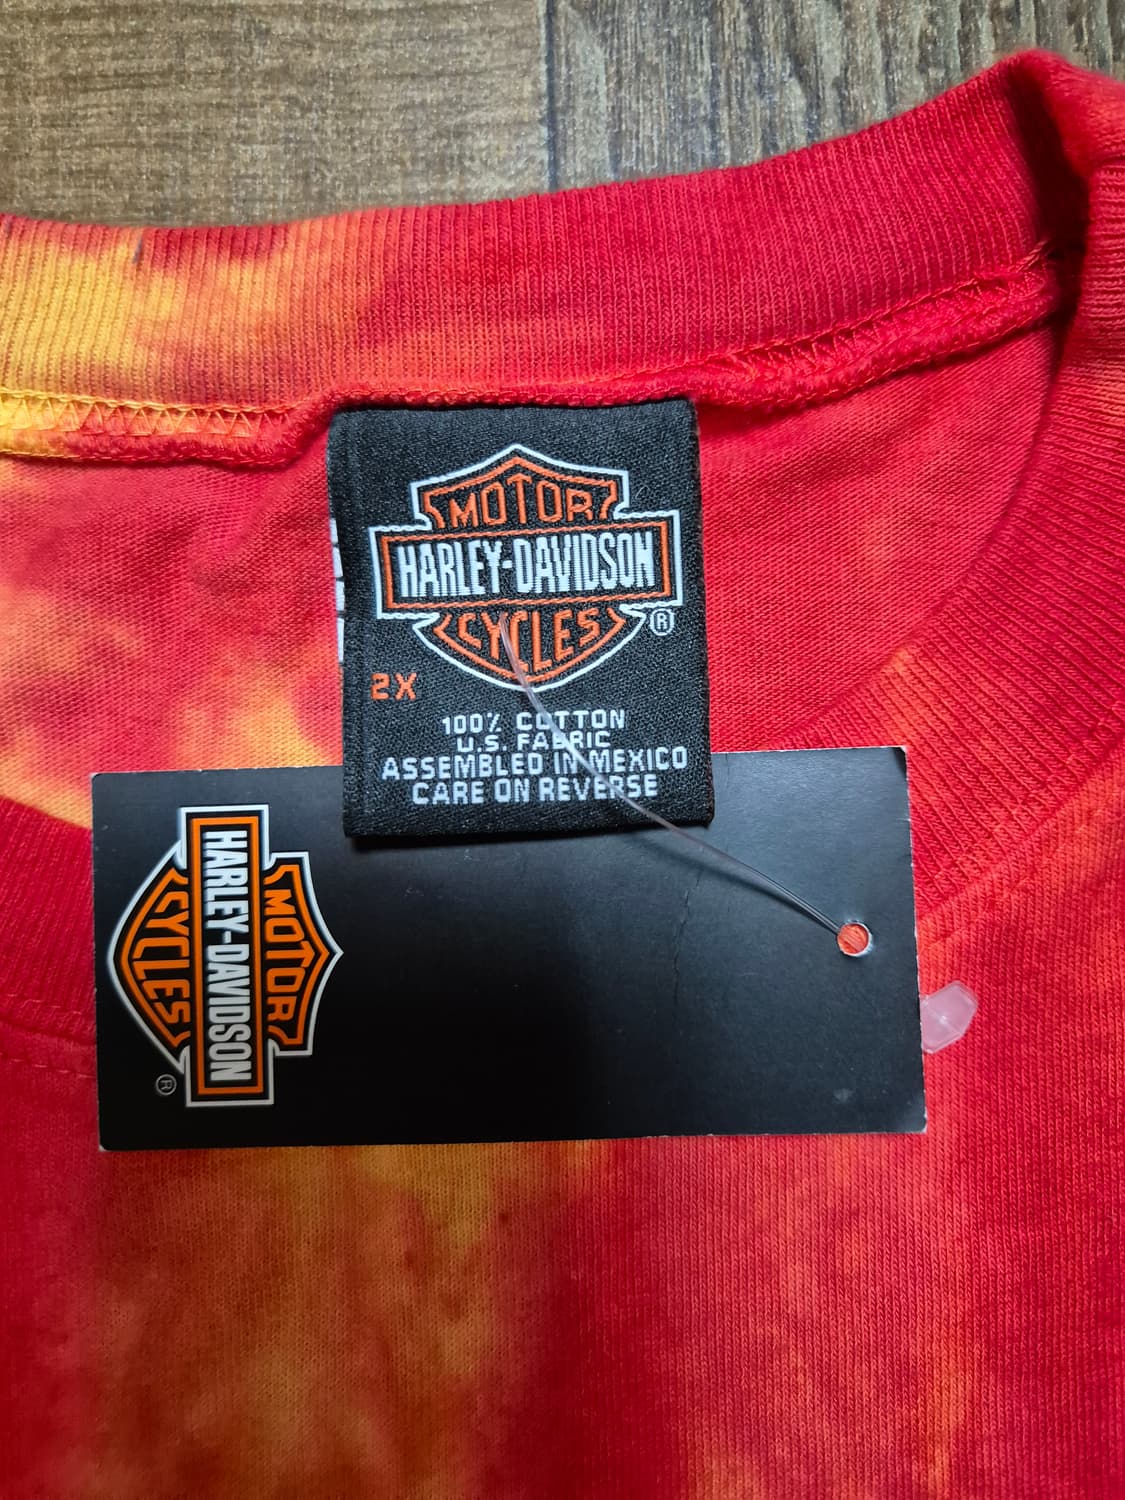 MOTOR
HARLEY-DAVIDSON
CYCLES
®
2X
100% COTTON
U.S. FABRIC
ASSEMBLED IN MEXICO
CARE ON REVERSE
MOTOR
HARLEY-DAVIDSON
CYCLES
®